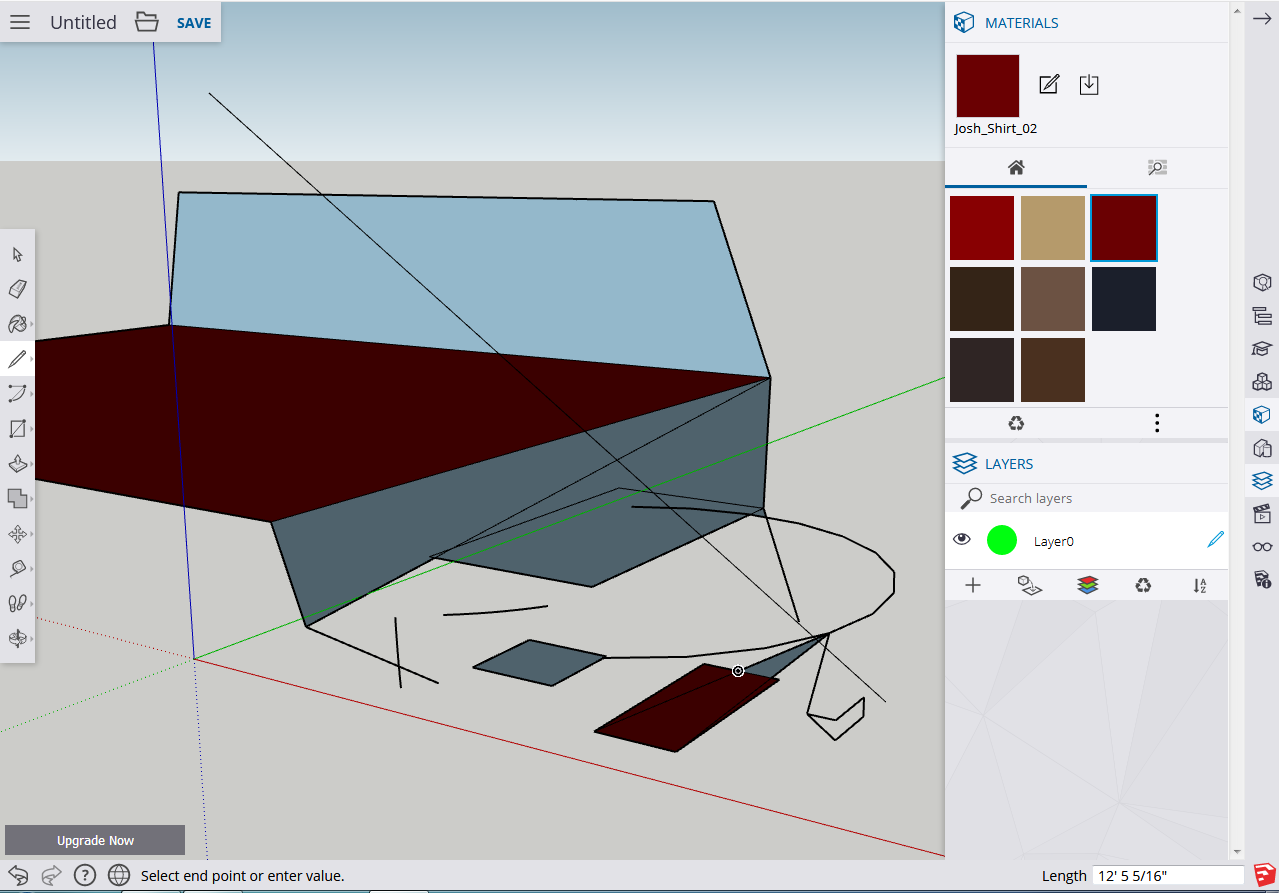 Untitled
SAVE
MATERIALS
Josh_Shirt_02
LAYERS
Search layers
Layer0
A
Z
Upgrade Now
Select end point or enter value.
Length 12' 5 5/16"